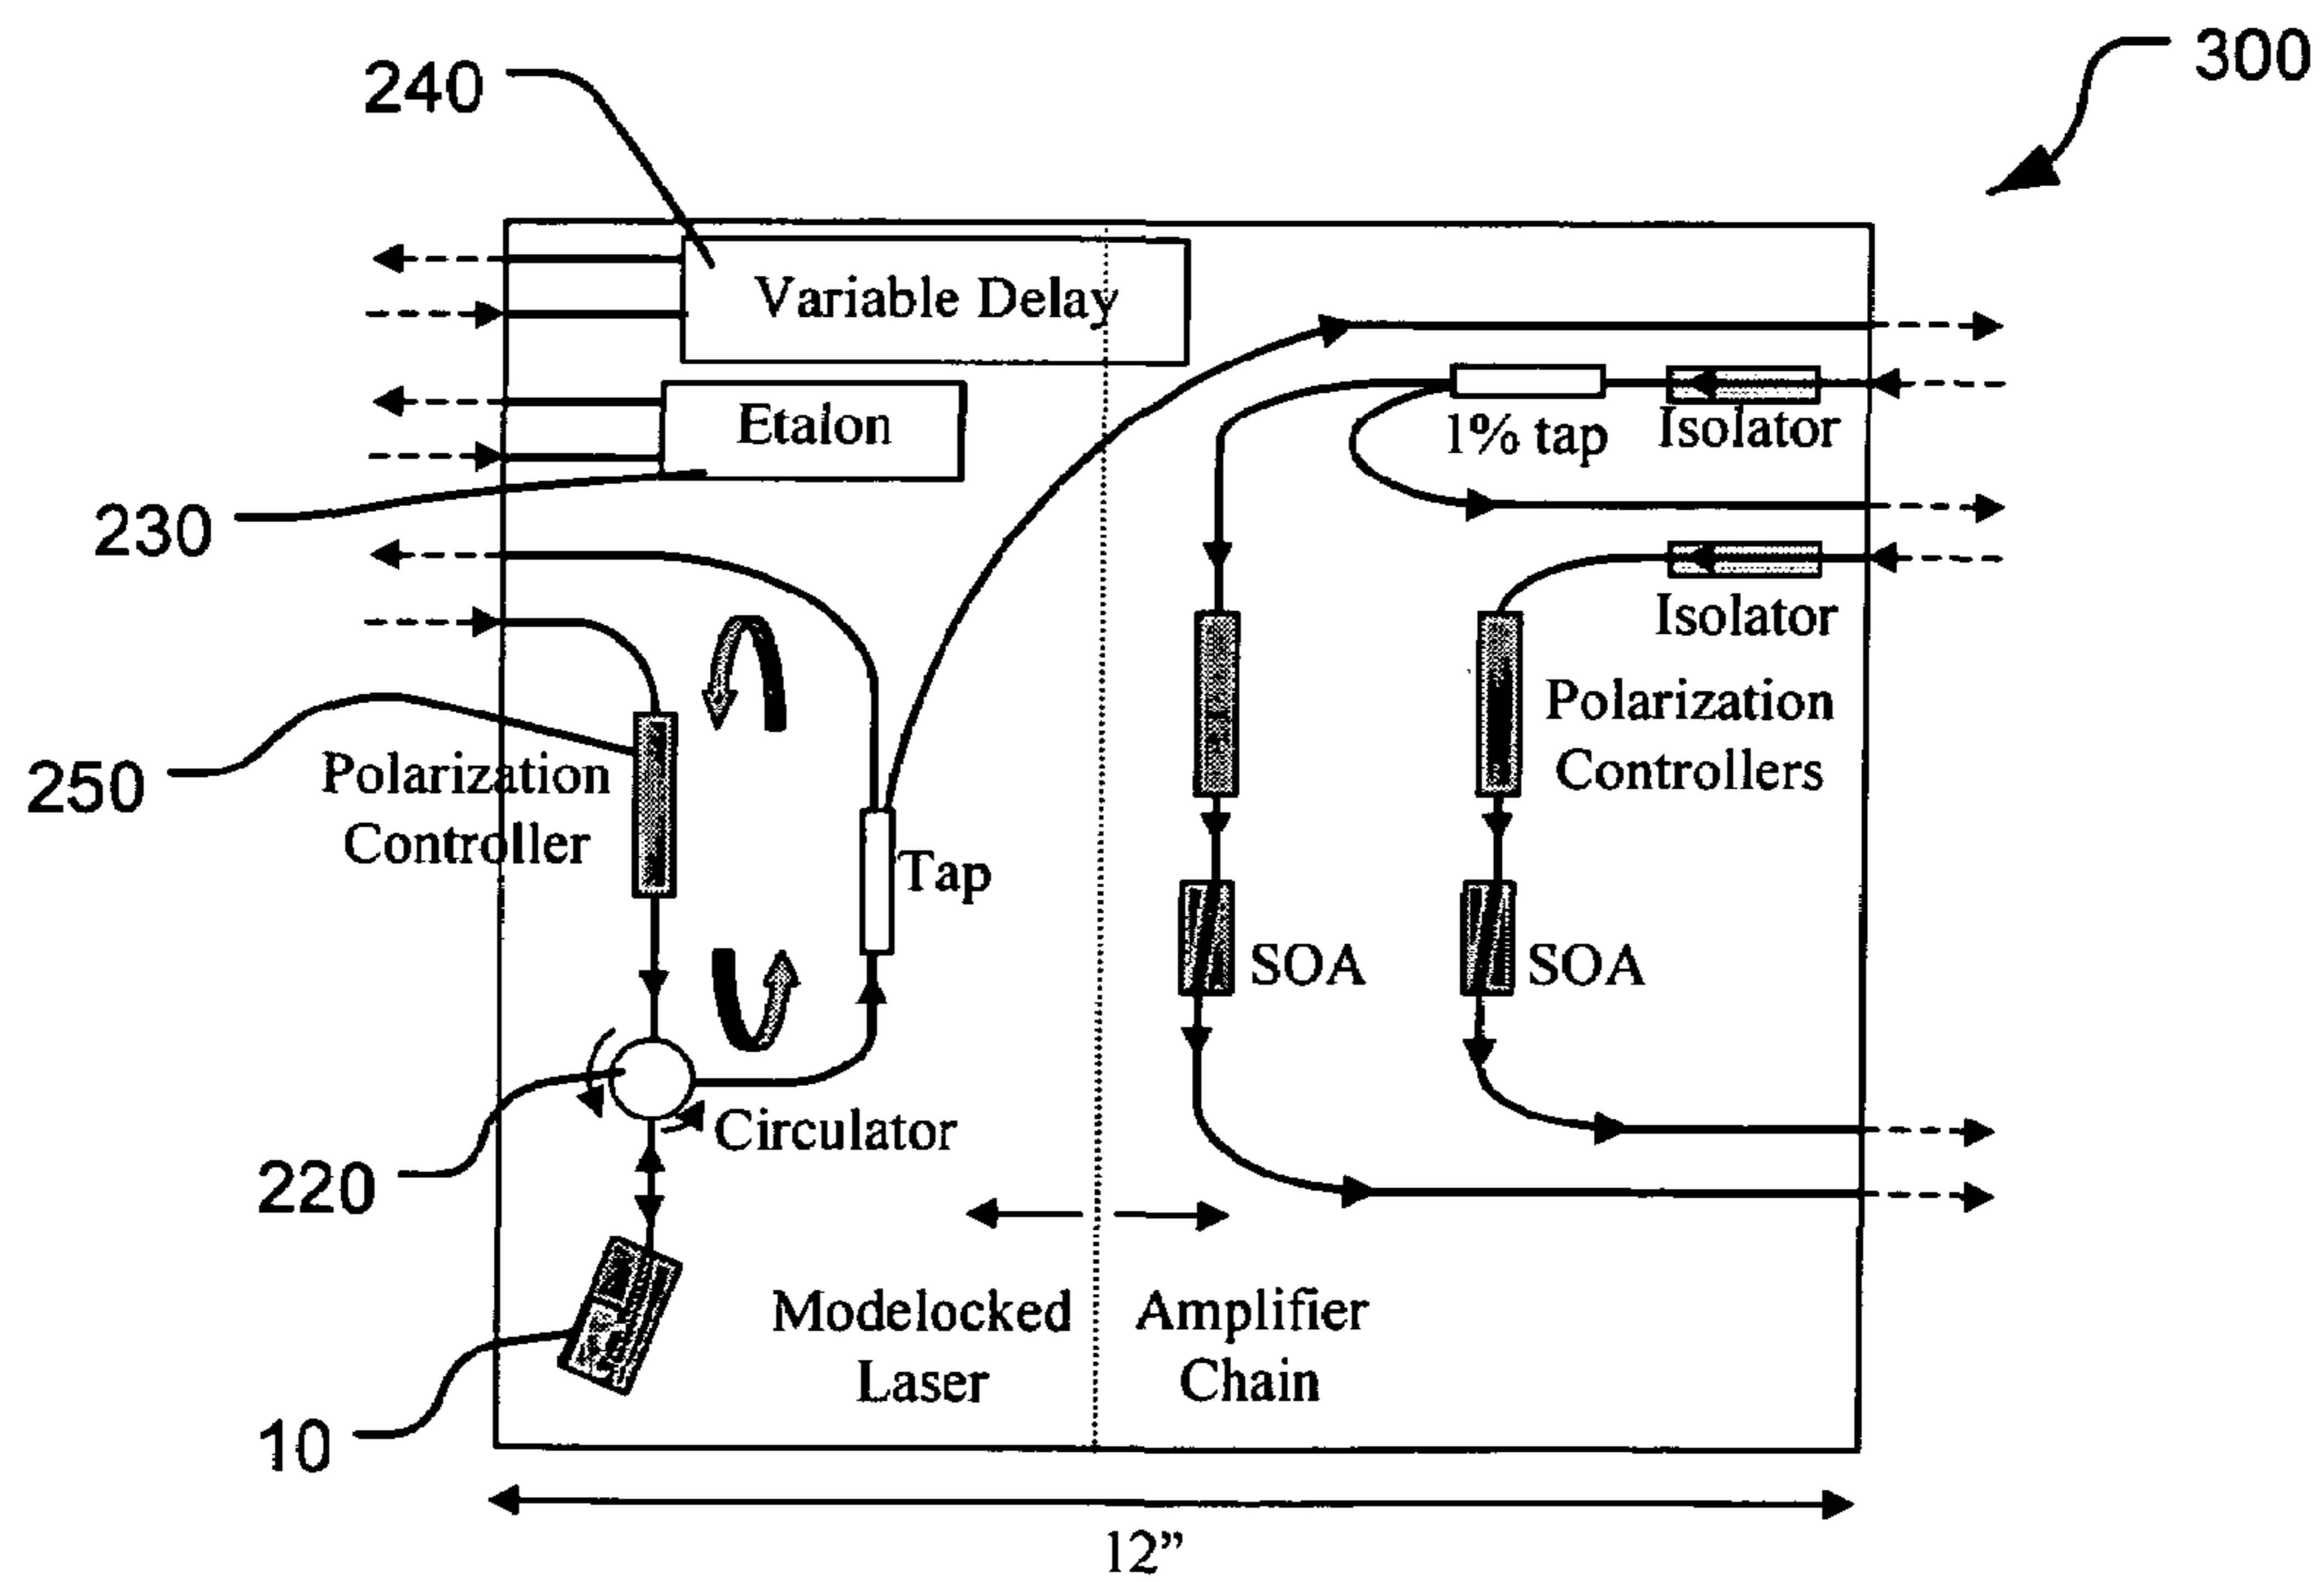 300
240
Variable Delay
Etalon
1% tap
Isolator
230
Isolator
Polarization
Controllers
Polarization
Controller
250
Tap
SOA
SOA
Circulator
220
Modelocked
Laser
Amplifier
Chain
10
12”